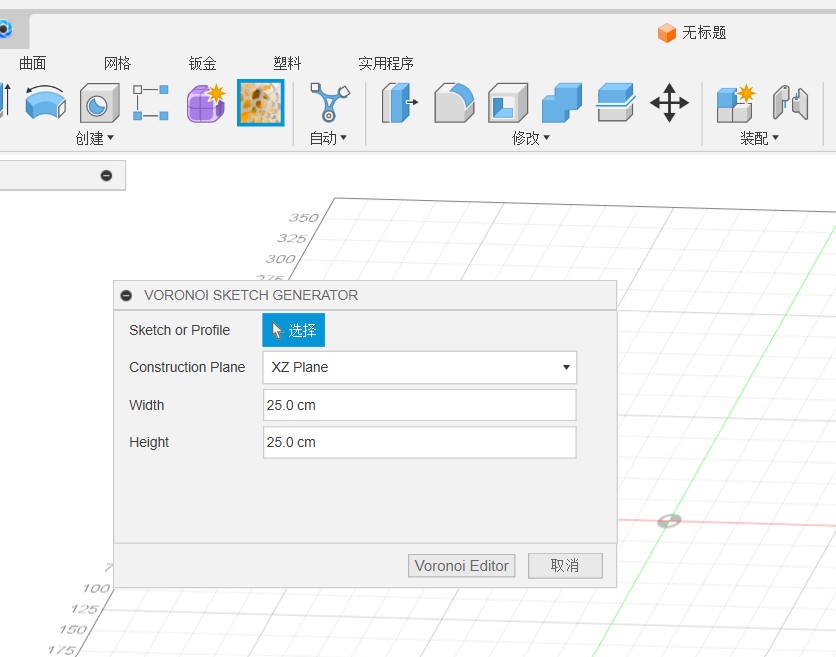 无标题
曲面 网格 钣金 塑料 实用程序
创建 自动 修改 装配
350
325
300
275
VORONOI SKETCH GENERATOR
Sketch or Profile 选择
Construction Plane XZ Plane
Width 25.0 cm
Height 25.0 cm
Voronoi Editor 取消
100
125
150
175